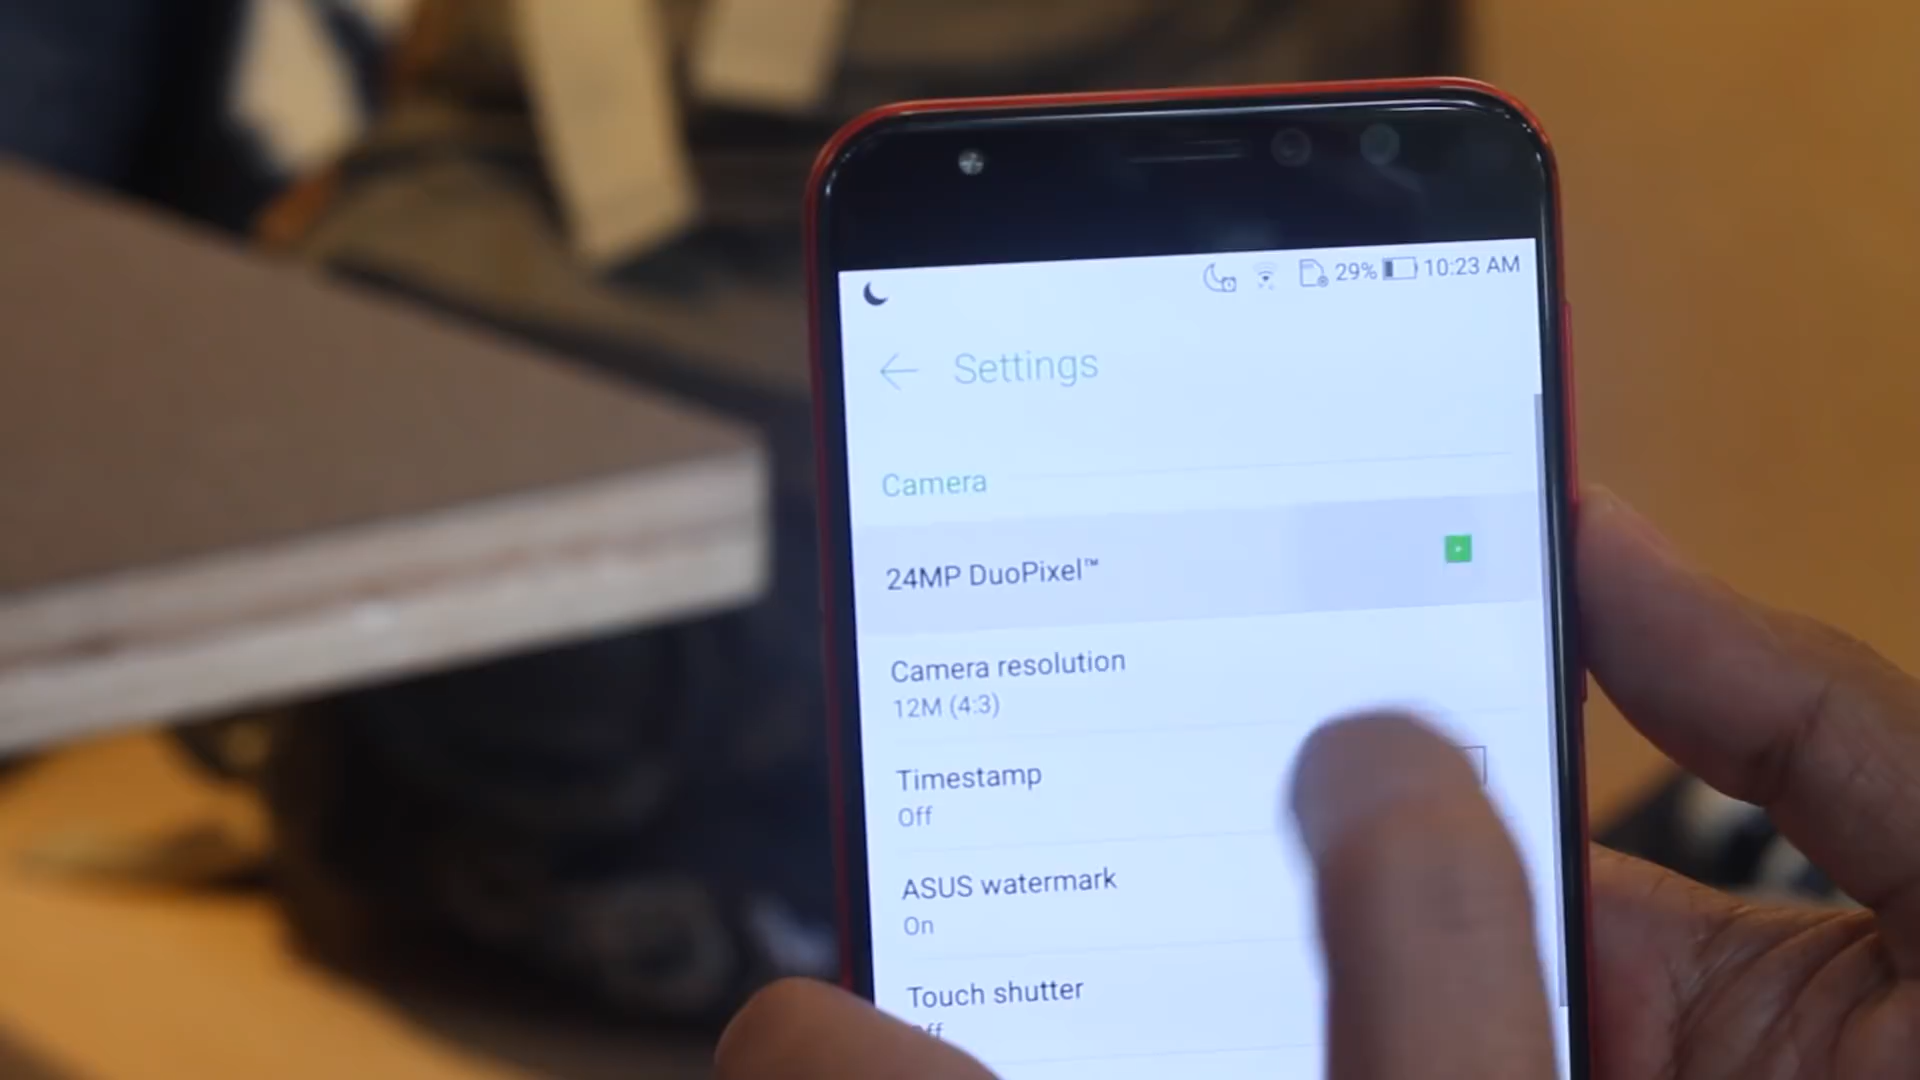 29% 10:23 AM
Settings
Camera
24MP DuoPixel™
Camera resolution
12M (4:3)
Timestamp
Off
ASUS watermark
On
Touch shutter